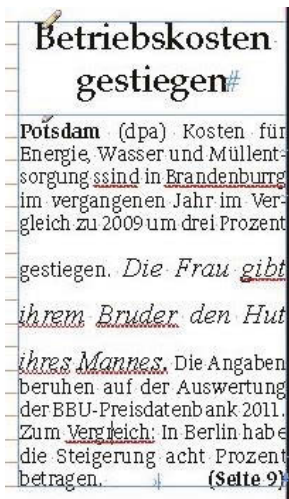 Betriebskosten
gestiegen
Potsdam (dpa) Kosten für
Energie, Wasser und Müllent-
sorgung ssind in Brandenburrg
im vergangenen Jahr im Ver-
gleich zu 2009 um drei Prozent
gestiegen. Die Frau gibt
ihrem Bruder den Hut
ihres Mannes. Die Angaben
beruhen auf der Auswertung
der BBU-Preisdatenbank 2011.
Zum Vergleich: In Berlin habe
die Steigerung acht Prozent
betragen. (Seite 9)